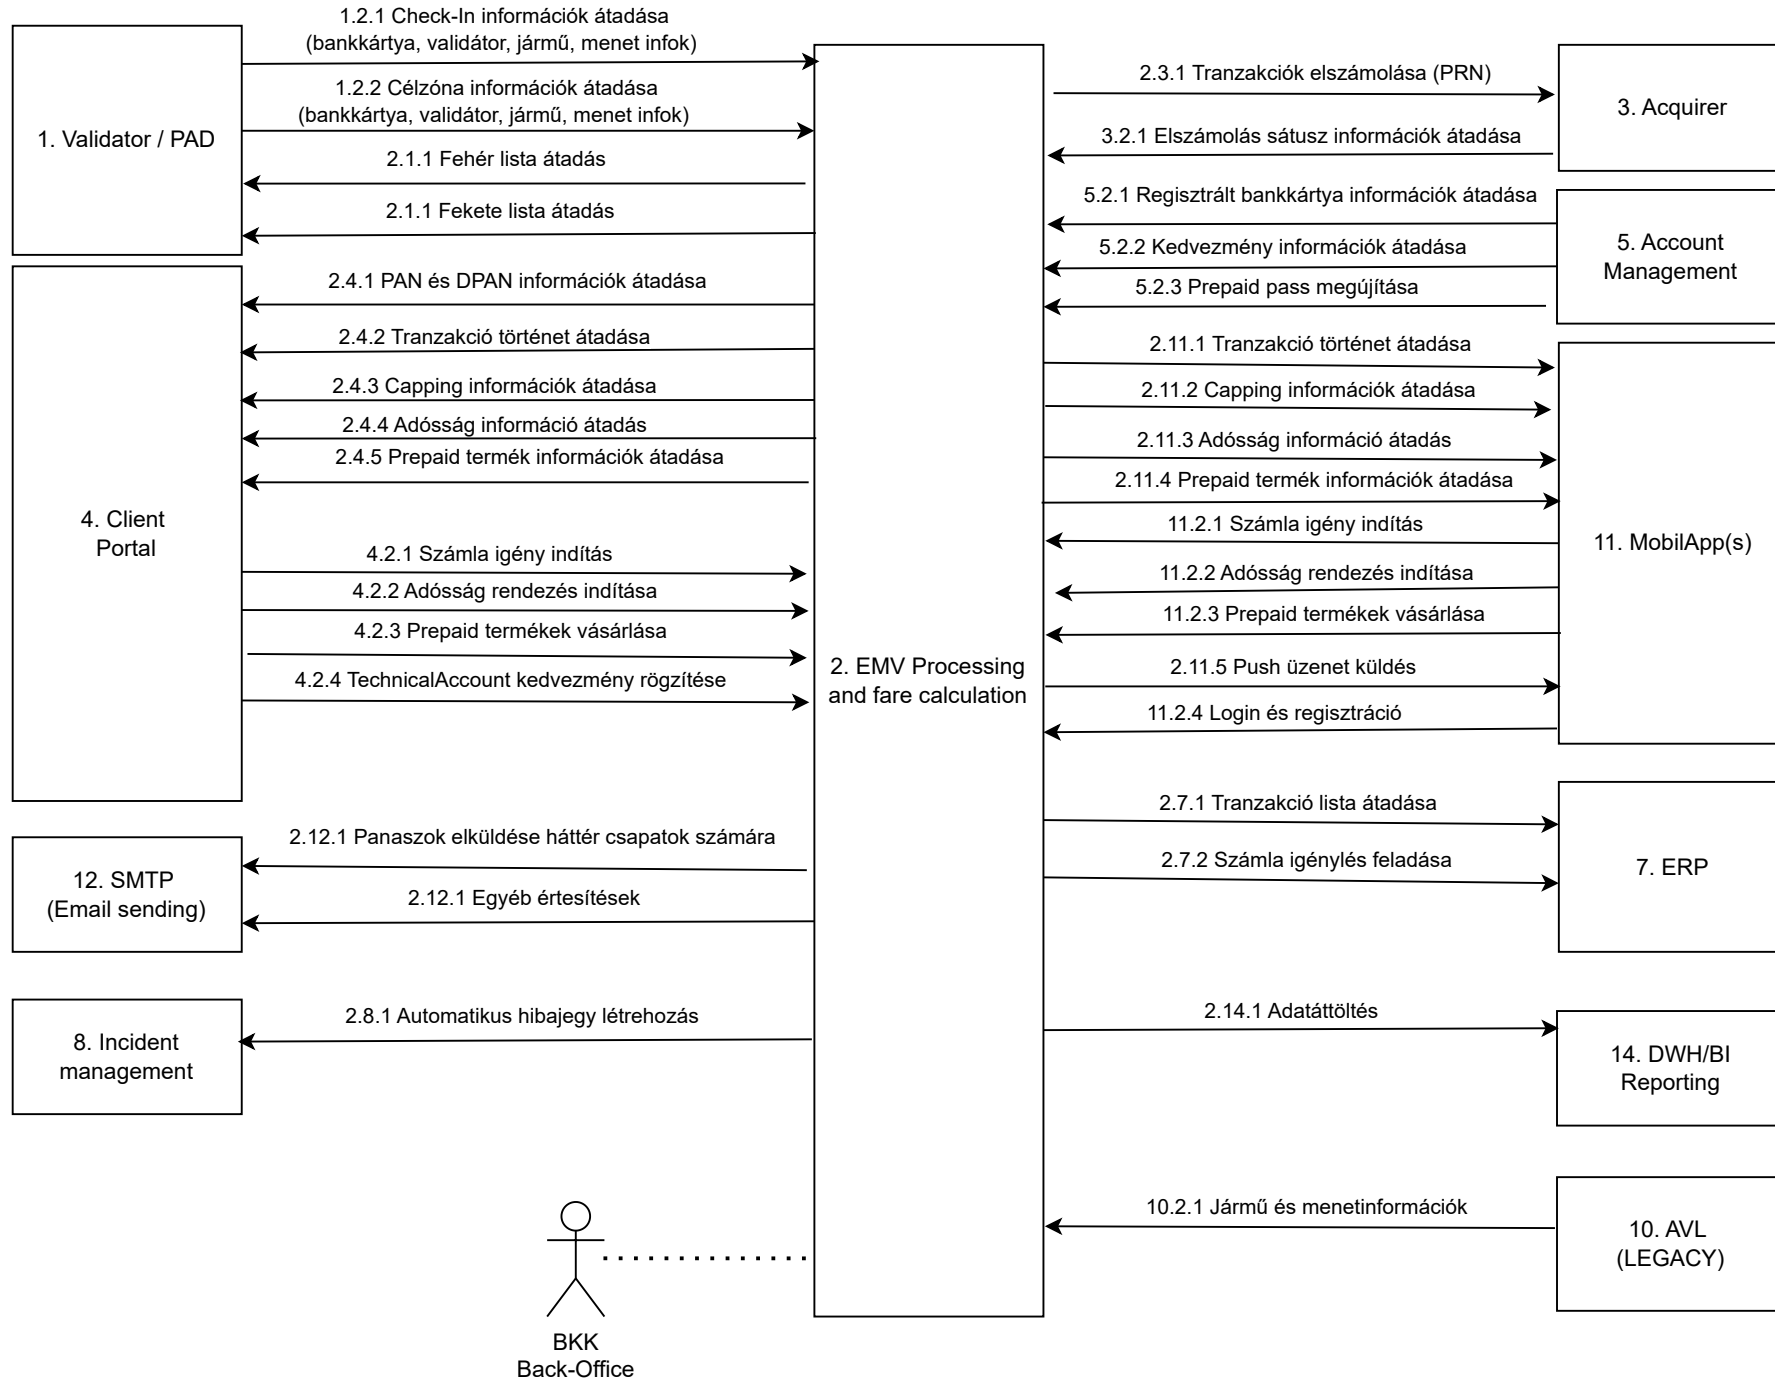 1.2.1 Check-In információk átadása
(bankkártya, validátor, jármű, menet infok)
1.2.2 Célzóna információk átadása
(bankkártya, validátor, jármű, menet infok)
1. Validator / PAD
2.1.1 Fehér lista átadás
2.1.1 Fekete lista átadás
2.4.1 PAN és DPAN információk átadása
2.4.2 Tranzakció történet átadása
2.4.3 Capping információk átadása
2.4.4 Adósság információ átadás
2.4.5 Prepaid termék információk átadása
4. Client
Portal
4.2.1 Számla igény indítás
4.2.2 Adósság rendezés indítása
4.2.3 Prepaid termékek vásárlása
4.2.4 TechnicalAccount kedvezmény rögzítése
2.12.1 Panaszok elküldése háttér csapatok számára
12. SMTP
(Email sending)
2.12.1 Egyéb értesítések
2.8.1 Automatikus hibajegy létrehozás
8. Incident
management
BKK
Back-Office
2. EMV Processing
and fare calculation
2.3.1 Tranzakciók elszámolása (PRN)
3. Acquirer
3.2.1 Elszámolás sátusz információk átadása
5.2.1 Regisztrált bankkártya információk átadása
5.2.2 Kedvezmény információk átadása
5. Account
Management
5.2.3 Prepaid pass megújítása
2.11.1 Tranzakció történet átadása
2.11.2 Capping információk átadása
2.11.3 Adósság információ átadás
2.11.4 Prepaid termék információk átadása
11.2.1 Számla igény indítás
11. MobilApp(s)
11.2.2 Adósság rendezés indítása
11.2.3 Prepaid termékek vásárlása
2.11.5 Push üzenet küldés
11.2.4 Login és regisztráció
2.7.1 Tranzakció lista átadása
2.7.2 Számla igénylés feladása
7. ERP
2.14.1 Adatáttöltés
14. DWH/BI
Reporting
10.2.1 Jármű és menetinformációk
10. AVL
(LEGACY)